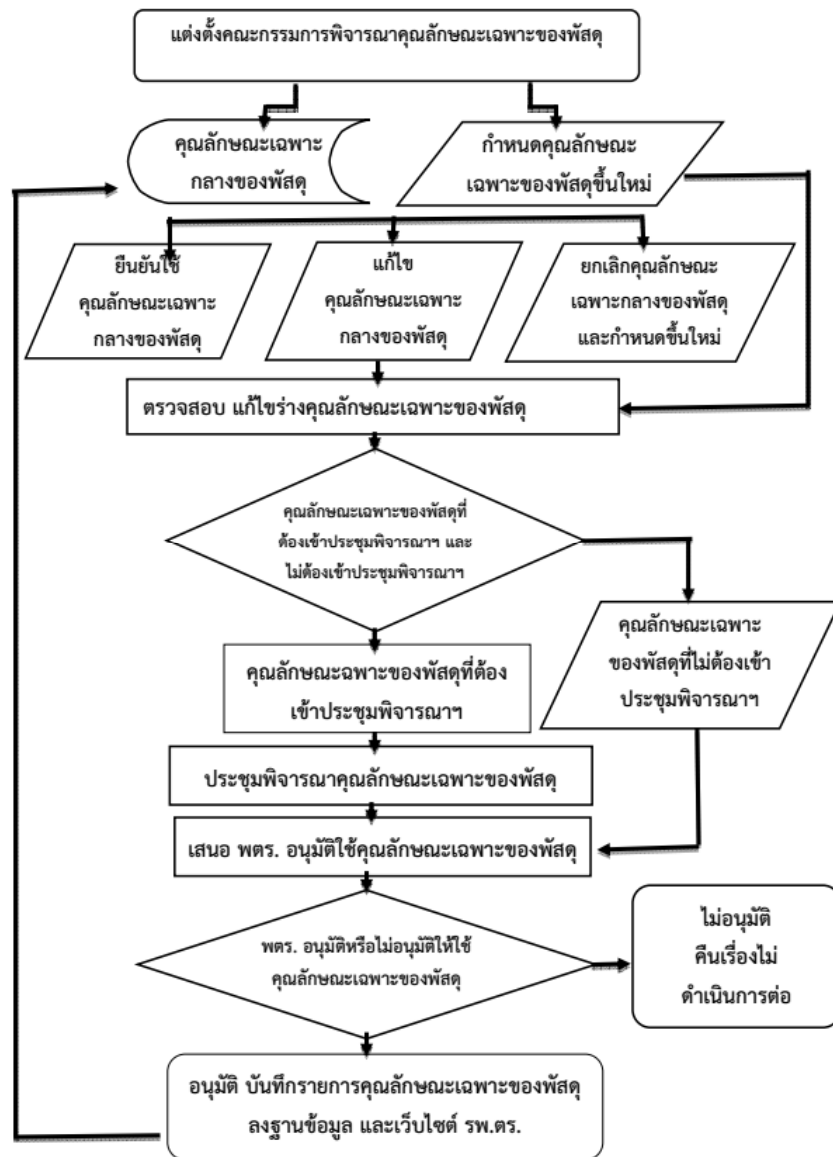 แต่งตั้งคณะกรรมการพิจารณาคุณลักษณะเฉพาะของพัสดุ
คุณลักษณะเฉพาะ
กลางของพัสดุ
กำหนดคุณลักษณะ
เฉพาะของพัสดุขึ้นใหม่
ยืนยันใช้
คุณลักษณะเฉพาะ
กลางของพัสดุ
แก้ไข
คุณลักษณะเฉพาะ
กลางของพัสดุ
ยกเลิกคุณลักษณะ
เฉพาะกลางของพัสดุ
และกำหนดขึ้นใหม่
ตรวจสอบ แก้ไขร่างคุณลักษณะเฉพาะของพัสดุ
คุณลักษณะเฉพาะของพัสดุที่
ต้องเข้าประชุมพิจารณาฯ และ
ไม่ต้องเข้าประชุมพิจารณาฯ
คุณลักษณะเฉพาะ
ของพัสดุที่ไม่ต้องเข้า
ประชุมพิจารณาฯ
คุณลักษณะฉพาะของพัสดุที่ต้อง
เข้าประชุมพิจารณาฯ
ประชุมพิจารณาคุณลักษณะเฉพาะของพัสดุ
เสนอ พตร. อนุมัติใช้คุณลักษณะเฉพาะของพัสดุ
พตร. อนุมัติหรือไม่อนุมัติให้ใช้
คุณลักษณะเฉพาะของพัสดุ
ไม่อนุมัติ
คืนเรื่องไม่
ดำเนินการต่อ
อนุมัติ บันทึกรายการคุณลักษณะเฉพาะของพัสดุ
ลงฐานข้อมูล และเว็บไซต์ รพ.ตร.